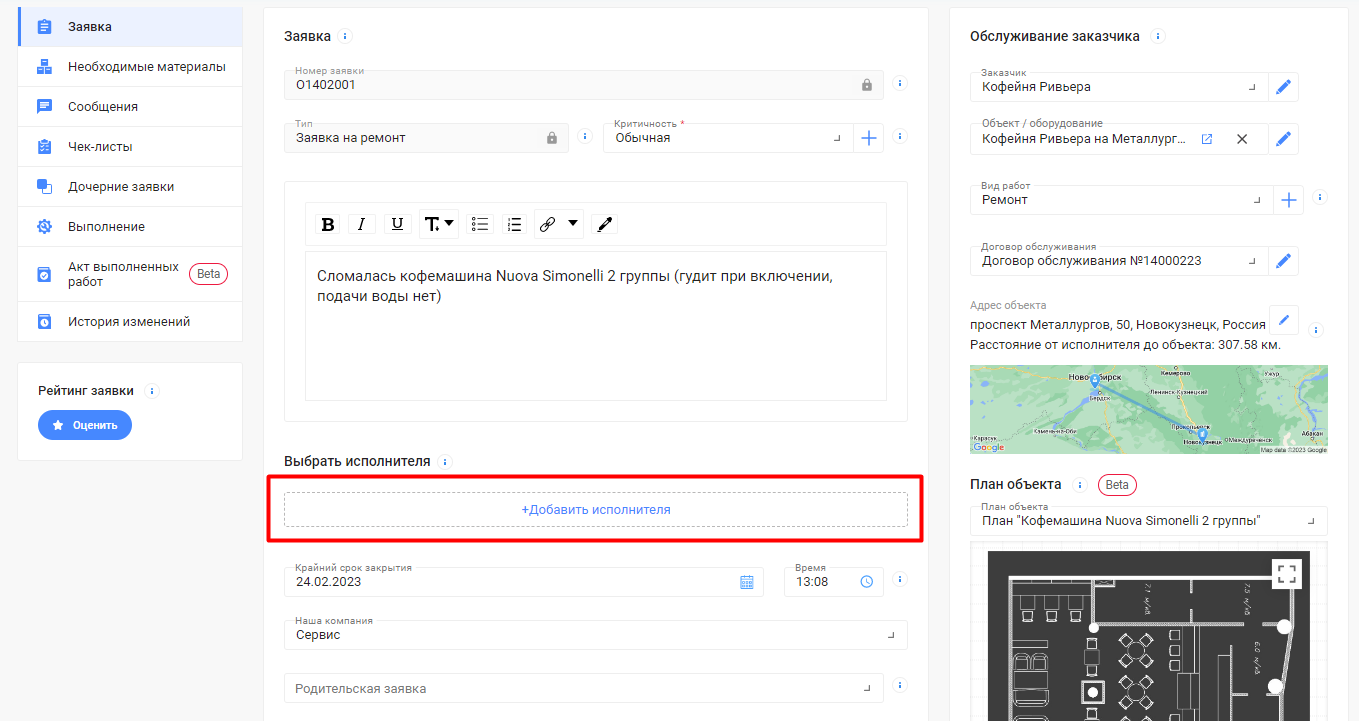 Заявка
Необходимые материалы
Сообщения
Чек-листы
Дочерние заявки
Выполнение
Акт выполненных
работ
Beta
История изменений
Рейтинг заявки
Оценить
Заявка
Номер заявки
O1402001
Тип
Заявка на ремонт
Критичность *
Обычная
B I U T
Сломалась кофемашина Nuova Simonelli 2 группы (гудит при включении,
подачи воды нет)
Выбрать исполнителя
+Добавить исполнителя
Крайний срок закрытия
24.02.2023
Время
13:08
Наша компания
Сервис
Родительская заявка
Обслуживание заказчика
Заказчик
Кофейня Ривьера
Объект / оборудование
Кофейня Ривьера на Металлург...
Вид работ
Ремонт
Договор обслуживания
Договор обслуживания №14000223
Адрес объекта
проспект Металлургов, 50, Новокузнецк, Россия
Расстояние от исполнителя до объекта: 307.58 км.
Кемерово
Ужур
Бердск
Ленинск-Кузнецкий
Камень-на-Оби
Прокопьевск
Новокузнецк
Междуреченск
Абакан
Карасук
Google
Map data ©2023 Google
План объекта
Beta
План объекта
План "Кофемашина Nuova Simonelli 2 группы"